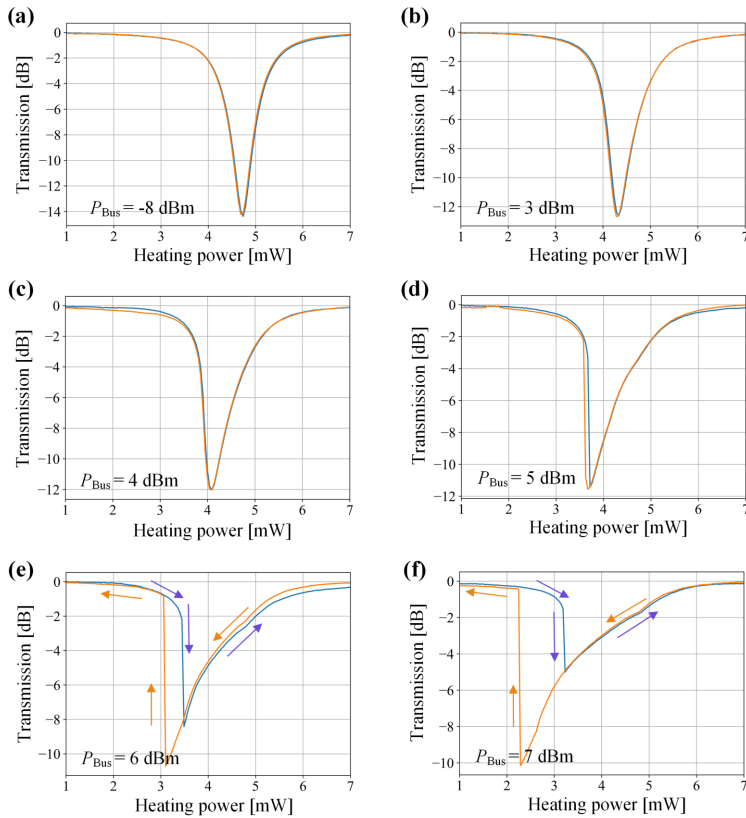 (a)
0
−2
−4
−6
−8
−10
−12
−14
Transmission [dB]
P_Bus = -8 dBm
1 2 3 4 5 6 7
Heating power [mW]
(b)
0
−2
−4
−6
−8
−10
−12
Transmission [dB]
P_Bus = 3 dBm
1 2 3 4 5 6 7
Heating power [mW]
(c)
0
−2
−4
−6
−8
−10
−12
Transmission [dB]
P_Bus = 4 dBm
1 2 3 4 5 6 7
Heating power [mW]
(d)
0
−2
−4
−6
−8
−10
−12
Transmission [dB]
P_Bus = 5 dBm
1 2 3 4 5 6 7
Heating power [mW]
(e)
0
−2
−4
−6
−8
−10
Transmission [dB]
P_Bus = 6 dBm
1 2 3 4 5 6 7
Heating power [mW]
(f)
0
−2
−4
−6
−8
−10
Transmission [dB]
P_Bus = 7 dBm
1 2 3 4 5 6 7
Heating power [mW]